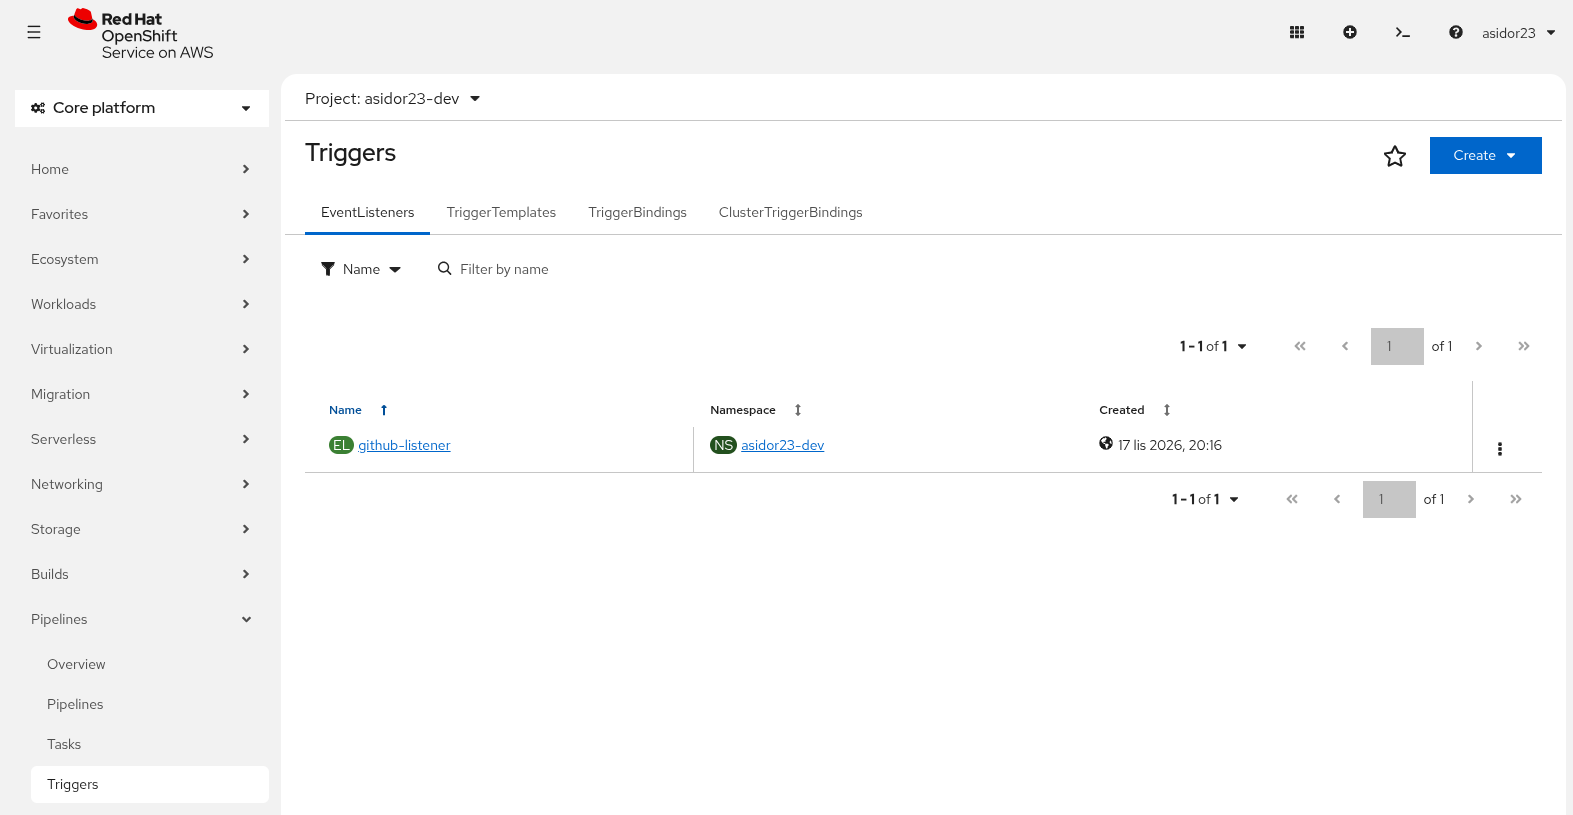 Red Hat
OpenShift
Service on AWS
asidor23
Core platform
Home
Favorites
Ecosystem
Workloads
Virtualization
Migration
Serverless
Networking
Storage
Builds
Pipelines
Overview
Pipelines
Tasks
Triggers
Project: asidor23-dev
Triggers
Create
EventListeners TriggerTemplates TriggerBindings ClusterTriggerBindings
Name Filter by name
1 - 1 of 1 1 of 1
Name Namespace Created
EL github-listener NS asidor23-dev 17 lis 2026, 20:16
1 - 1 of 1 1 of 1